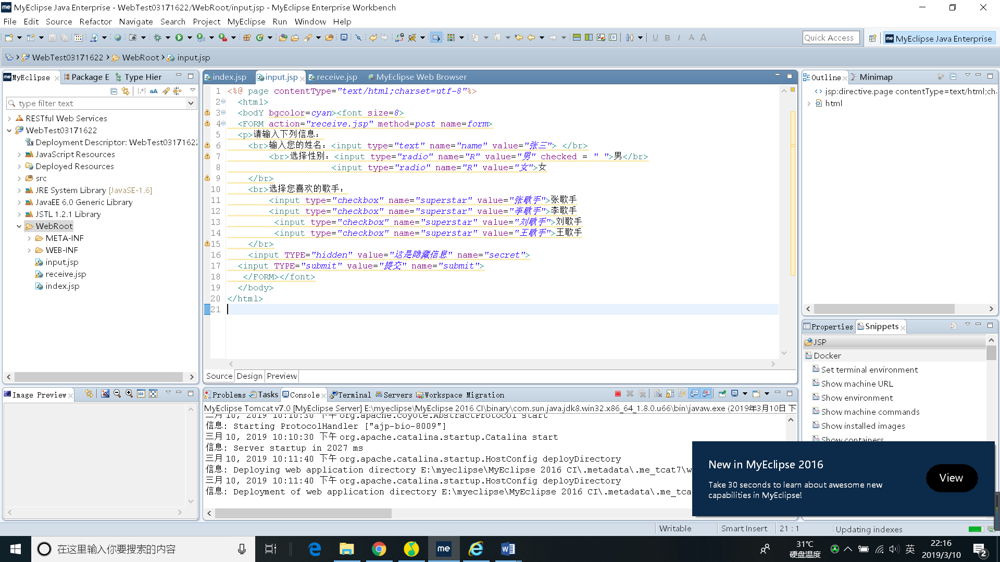 MyEclipse Java Enterprise - WebTest03171622/WebRoot/input.jsp - MyEclipse Enterprise Workbench
File Edit Source Refactor Navigate Search Project MyEclipse Run Window Help
Quick Access
MyEclipse Java Enterprise
WebTest03171622 WebRoot input.jsp
MyEclipse Package E Type Hier
type filter text
RESTful Web Services
WebTest03171622
Deployment Descriptor: WebTest03171622
JavaScript Resources
Deployed Resources
src
JRE System Library [JavaSE-1.6]
JavaEE 6.0 Generic Library
JSTL 1.2.1 Library
WebRoot
META-INF
WEB-INF
input.jsp
receive.jsp
index.jsp
index.jsp input.jsp receive.jsp MyEclipse Web Browser
1 <%@ page contentType="text/html;charset=utf-8"%>
2 <html>
3 <bodY bgcolor=cyan><font size=8>
4 <FORM action="receive.jsp" method=post name=form>
5 <p>请输入下列信息：
6 <br>输入您的姓名：<input type="text" name="name" value="张三"> </br>
7 <br>选择性别：<input type="radio" name="R" value="男" checked = " ">男</br>
8 <input type="radio" name="R" value="女">女
9 </br>
10 <br>选择您喜欢的歌手：
11 <input type="checkbox" name="superstar" value="张歌手">张歌手
12 <input type="checkbox" name="superstar" value="李歌手">李歌手
13 <input type="checkbox" name="superstar" value="刘歌手">刘歌手
14 <input type="checkbox" name="superstar" value="王歌手">王歌手
15 </br>
16 <input TYPE="hidden" value="这是隐藏信息" name="secret">
17 <input TYPE="submit" value="提交" name="submit">
18 </FORM></font>
19 </body>
20 </html>
21
Source Design Preview
Outline Minimap
jsp:directive.page contentType=text/html;cha
html
Properties Snippets
JSP
Docker
Set terminal environment
Show machine URL
Show environment
Show machine commands
Show installed images
Show containers
Image Preview
Problems Tasks Console Terminal Servers Workspace Migration
MyEclipse Tomcat v7.0 [MyEclipse Server] E:\myeclipse\MyEclipse 2016 CI\binary\com.sun.java.jdk8.win32.x86_64_1.8.0.u66\bin\javaw.exe (2019年3月10日 下
三月 10, 2019 10:10:30 下午 org.apache.coyote.AbstractProtocol start
信息: Starting ProtocolHandler ["ajp-bio-8009"]
三月 10, 2019 10:10:30 下午 org.apache.catalina.startup.Catalina start
信息: Server startup in 2027 ms
三月 10, 2019 10:11:40 下午 org.apache.catalina.startup.HostConfig deployDirectory
信息: Deploying web application directory E:\myeclipse\MyEclipse 2016 CI\.metadata\.me_tcat7\w
三月 10, 2019 10:11:40 下午 org.apache.catalina.startup.HostConfig deployDirectory
信息: Deployment of web application directory E:\myeclipse\MyEclipse 2016 CI\.metadata\.me_tca
New in MyEclipse 2016
Take 30 seconds to learn about awesome new
capabilities in MyEclipse!
View
Writable Smart Insert 21 : 1 Updating indexes
在这里输入你要搜索的内容
me
31℃
硬盘温度
英
22:16
2019/3/10
2